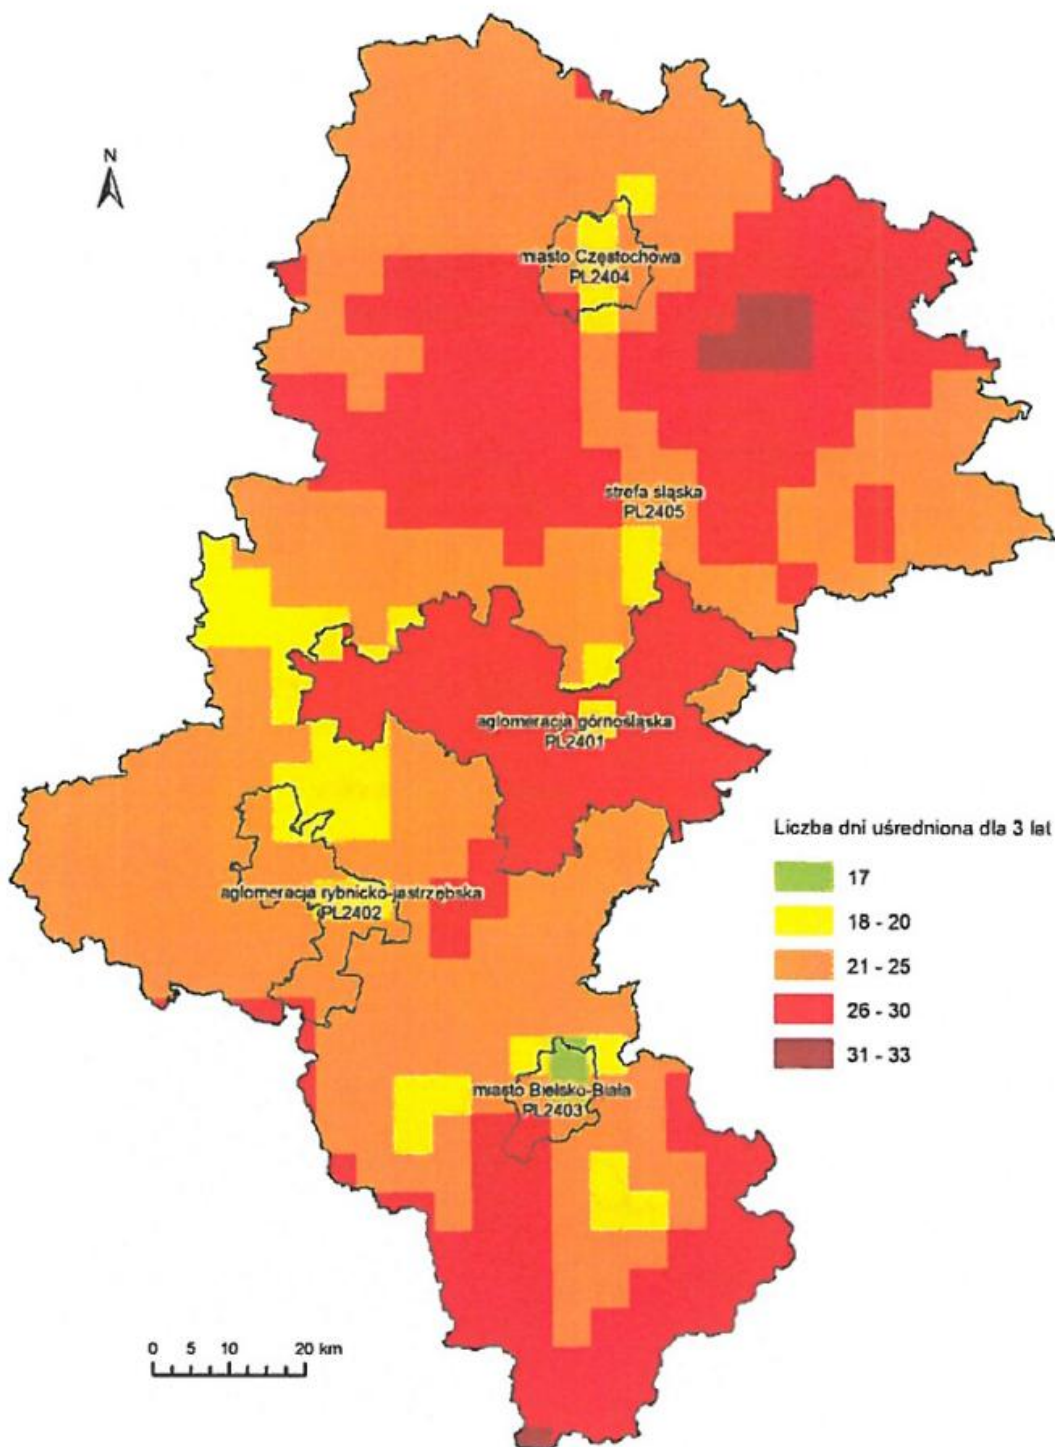 N
miasto Częstochowa
PL2404
strefa śląska
PL2405
aglomeracja górnośląska
PL2401
Liczba dni uśredniona dla 3 lat
17
18 - 20
21 - 25
26 - 30
31 - 33
aglomeracja rybnicko-jastrzębska
PL2402
miasto Bielsko-Biała
PL2403
0 5 10 20 km